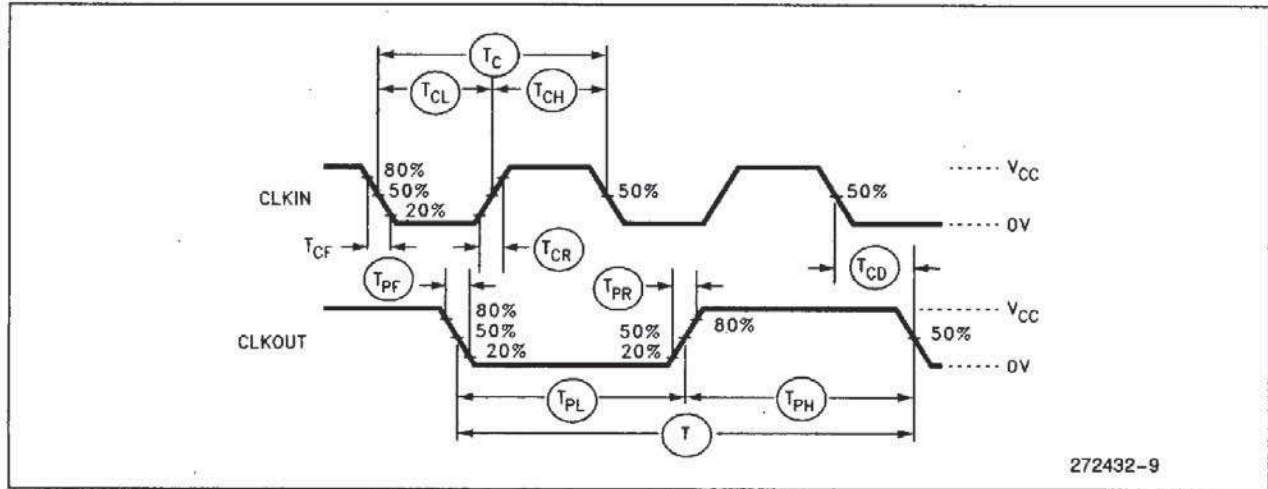 T_C
T_CL T_CH
80% V_CC
CLKIN 50% 50% 50%
20% 0V
T_CF T_CR T_CD
T_PF T_PR
80% V_CC
CLKOUT 50% 50% 80% 50%
20% 20% 0V
T_PL T_PH
T
272432-9